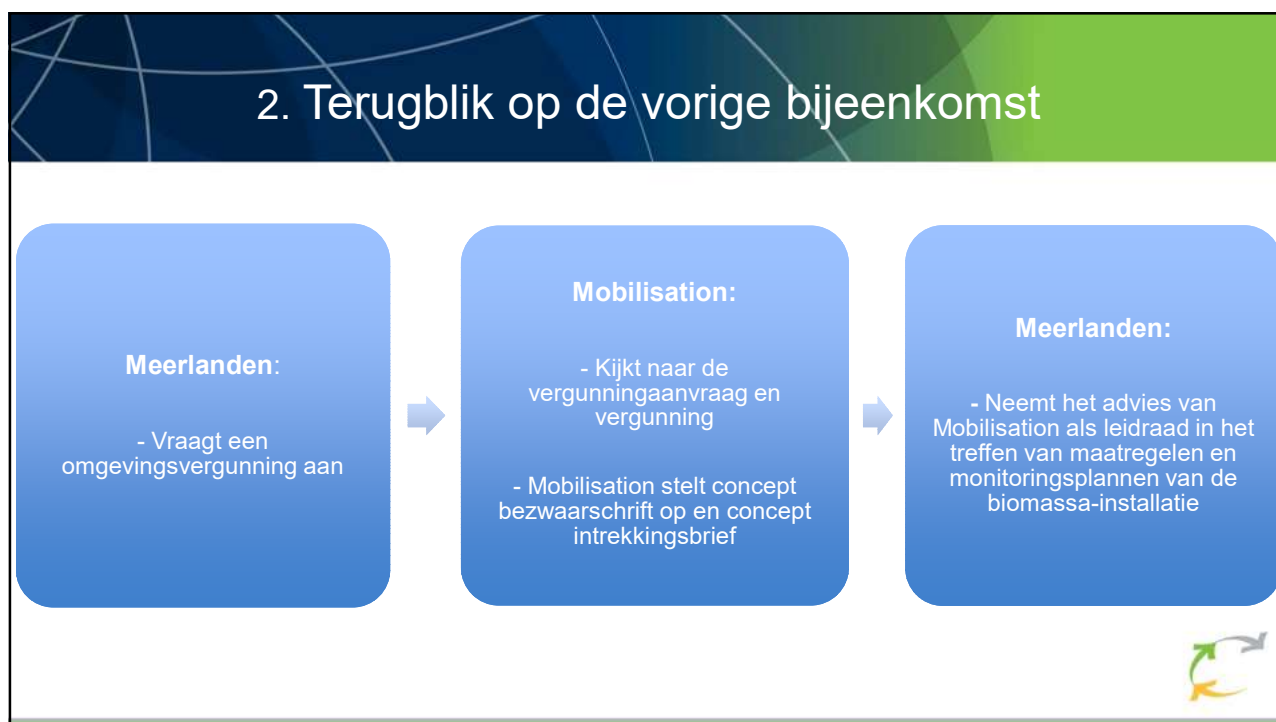 2. Terugblik op de vorige bijeenkomst
Meerlanden:
- Vraagt een
omgevingsvergunning aan
Mobilisation:
- Kijkt naar de
vergunningaanvraag en
vergunning
- Mobilisation stelt concept
bezwaarschrift op en concept
intrekkingsbrief
Meerlanden:
- Neemt het advies van
Mobilisation als leidraad in het
treffen van maatregelen en
monitoringsplannen van de
biomassa-installatie